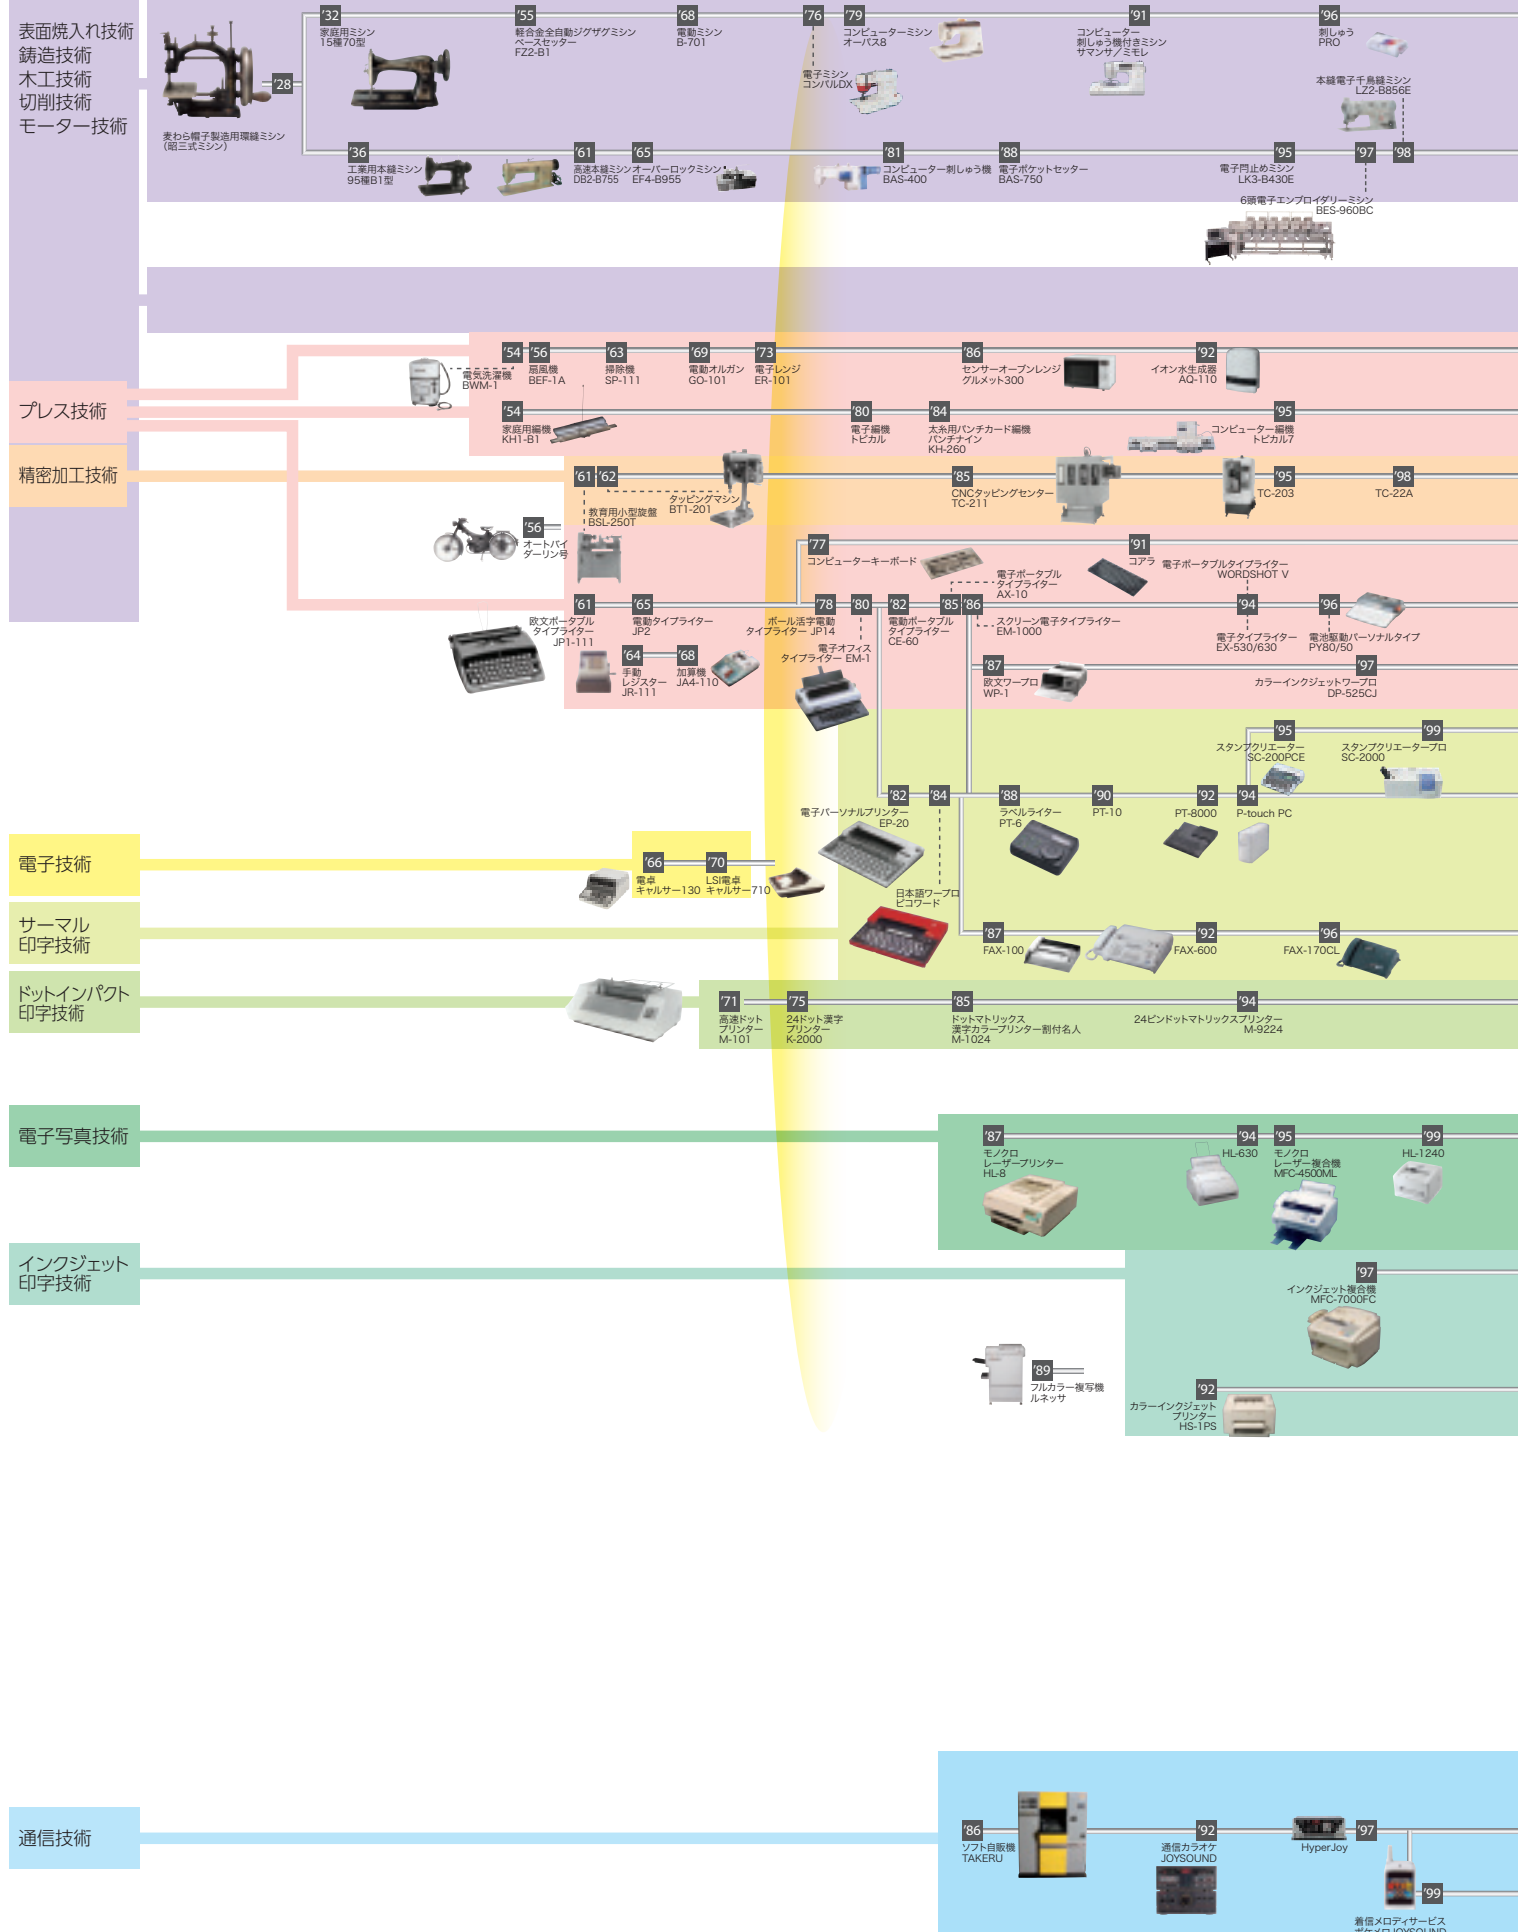 表面焼入れ技術
鋳造技術
木工技術
切削技術
モーター技術
麦わら帽子製造用環縫ミシン
（昭三式ミシン）
'28
'32
家庭用ミシン
15種70型
'55
軽合金全自動ジグザグミシン
ペースセッター
FZ2-B1
'68
電動ミシン
B-701
'76
電子ミシン
コンパルDX
'79
コンピューターミシン
オーパス8
'91
コンピューター
刺しゅう機付きミシン
サマンサ／ミモレ
'96
刺しゅう
PRO
本縫電子千鳥縫ミシン
LZ2-B856E
'36
工業用本縫ミシン
95種B1型
'61
高速本縫ミシン
DB2-B755
'65
オーバーロックミシン
EF4-B955
'81
コンピューター刺しゅう機
BAS-400
'88
電子ポケットセッター
BAS-750
'95
電子閂止めミシン
LK3-B430E
'97
'98
6頭電子エンブロイダリーミシン
BES-960BC
プレス技術
'54
電気洗濯機
BWM-1
'56
扇風機
BEF-1A
'63
掃除機
SP-111
'69
電動オルガン
GO-101
'73
電子レンジ
ER-101
'86
センサーオーブンレンジ
グルメット300
'92
イオン水生成器
AQ-110
'54
家庭用編機
KH1-B1
'80
電子編機
トピカル
'84
太糸用パンチカード編機
パンチナイン
KH-260
'95
コンピューター編機
トピカル7
精密加工技術
'61
教育用小型旋盤
BSL-250T
'62
タッピングマシン
BT1-201
'85
CNCタッピングセンター
TC-211
'95
TC-203
'98
TC-22A
'56
オートバイ
ダーリン号
'77
コンピューターキーボード
'91
コアラ
電子ポータブルタイプライター
WORDSHOT V
電子ポータブル
タイプライター
AX-10
'61
欧文ポータブル
タイプライター
JP1-111
'65
電動タイプライター
JP2
'78
ボール活字電動
タイプライター JP14
'80
電子オフィス
タイプライター EM-1
'82
電動ポータブル
タイプライター
CE-60
'85
'86
スクリーン電子タイプライター
EM-1000
'94
電子タイプライター
EX-530/630
'96
電池駆動パーソナルタイプ
PY80/50
'64
手動
レジスター
JR-111
'68
加算機
JA4-110
'87
欧文ワープロ
WP-1
'97
カラーインクジェットワープロ
DP-525CJ
'95
スタンプクリエーター
SC-200PCE
'99
スタンプクリエータープロ
SC-2000
'82
電子パーソナルプリンター
EP-20
'84
日本語ワープロ
ピコワード
'88
ラベルライター
PT-6
'90
PT-10
'92
PT-8000
'94
P-touch PC
電子技術
'66
電卓
キャルサー130
'70
LSI電卓
キャルサー710
サーマル
印字技術
'87
FAX-100
'92
FAX-600
'96
FAX-170CL
ドットインパクト
印字技術
'71
高速ドット
プリンター
M-101
'75
24ドット漢字
プリンター
K-2000
'85
ドットマトリックス
漢字カラープリンター割付名人
M-1024
'94
24ピンドットマトリックスプリンター
M-9224
電子写真技術
'87
モノクロ
レーザープリンター
HL-8
'94
HL-630
'95
モノクロ
レーザー複合機
MFC-4500ML
'99
HL-1240
インクジェット
印字技術
'97
インクジェット複合機
MFC-7000FC
'89
フルカラー複写機
ルネッサ
'92
カラーインクジェット
プリンター
HS-1PS
通信技術
'86
ソフト自販機
TAKERU
'92
通信カラオケ
JOYSOUND
HyperJoy
'97
'99
着信メロディサービス
ポケメロJOYSOUND